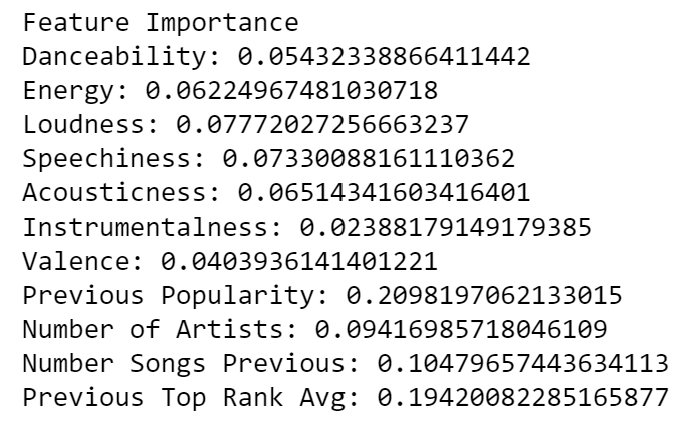 Feature Importance
Danceability: 0.05432338866411442
Energy: 0.06224967481030718
Loudness: 0.07772027256663237
Speechiness: 0.07330088161110362
Acousticness: 0.06514341603416401
Instrumentalness: 0.02388179149179385
Valence: 0.0403936141401221
Previous Popularity: 0.2098197062133015
Number of Artists: 0.09416985718046109
Number Songs Previous: 0.10479657443634113
Previous Top Rank Avg: 0.19420082285165877